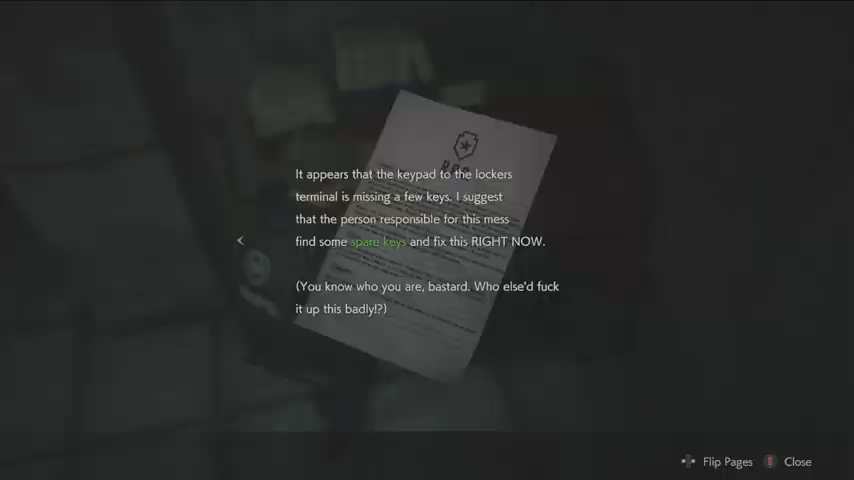 It appears that the keypad to the lockers
terminal is missing a few keys. I suggest
that the person responsible for this mess
find some spare keys and fix this RIGHT NOW.
(You know who you are, bastard. Who else'd fuck
it up this badly!?)
Flip Pages
Close